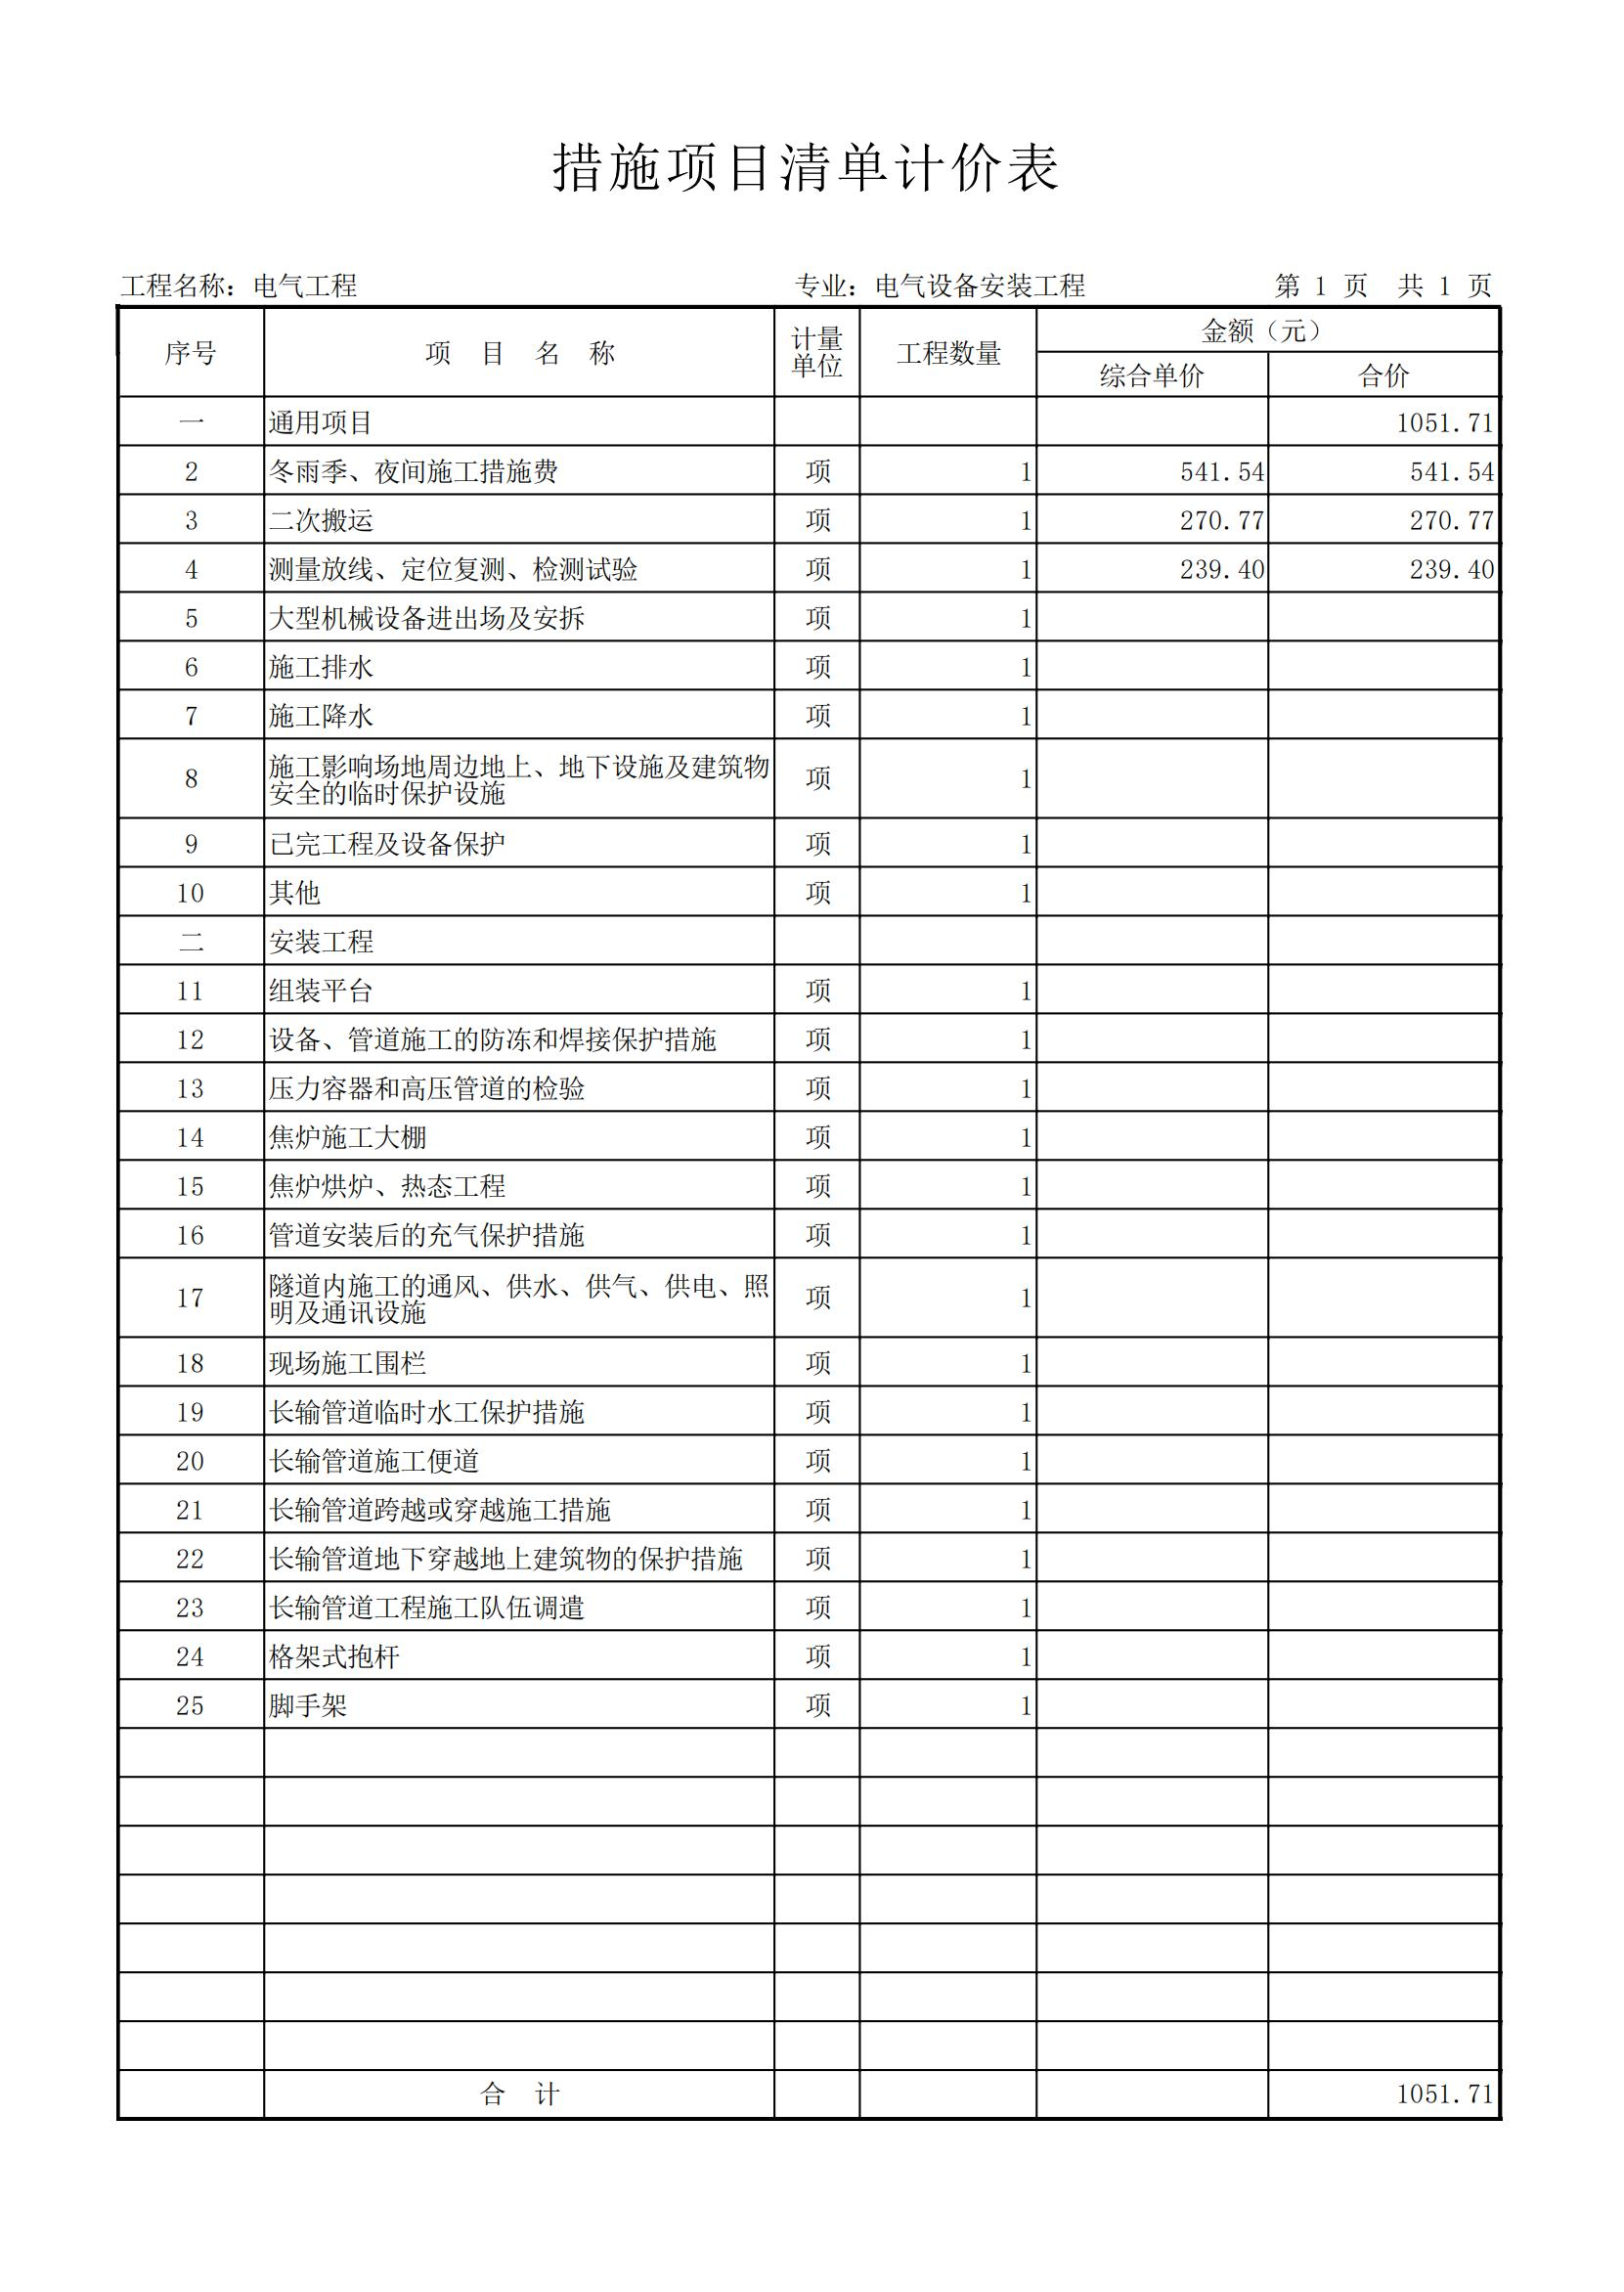 措施项目清单计价表
工程名称：电气工程 专业：电气设备安装工程 第 1 页 共 1 页
序号 项 目 名 称 计量单位 工程数量 金额（元）
综合单价 合价
一 通用项目 1051.71
2 冬雨季、夜间施工措施费 项 1 541.54 541.54
3 二次搬运 项 1 270.77 270.77
4 测量放线、定位复测、检测试验 项 1 239.40 239.40
5 大型机械设备进出场及安拆 项 1
6 施工排水 项 1
7 施工降水 项 1
8 施工影响场地周边地上、地下设施及建筑物 项 1
安全的临时保护设施
9 已完工程及设备保护 项 1
10 其他 项 1
二 安装工程
11 组装平台 项 1
12 设备、管道施工的防冻和焊接保护措施 项 1
13 压力容器和高压管道的检验 项 1
14 焦炉施工大棚 项 1
15 焦炉烘炉、热态工程 项 1
16 管道安装后的充气保护措施 项 1
17 隧道内施工的通风、供水、供气、供电、照 项 1
明及通讯设施
18 现场施工围栏 项 1
19 长输管道临时水工保护措施 项 1
20 长输管道施工便道 项 1
21 长输管道跨越或穿越施工措施 项 1
22 长输管道地下穿越地上建筑物的保护措施 项 1
23 长输管道工程施工队伍调遣 项 1
24 格架式抱杆 项 1
25 脚手架 项 1
合 计 1051.71